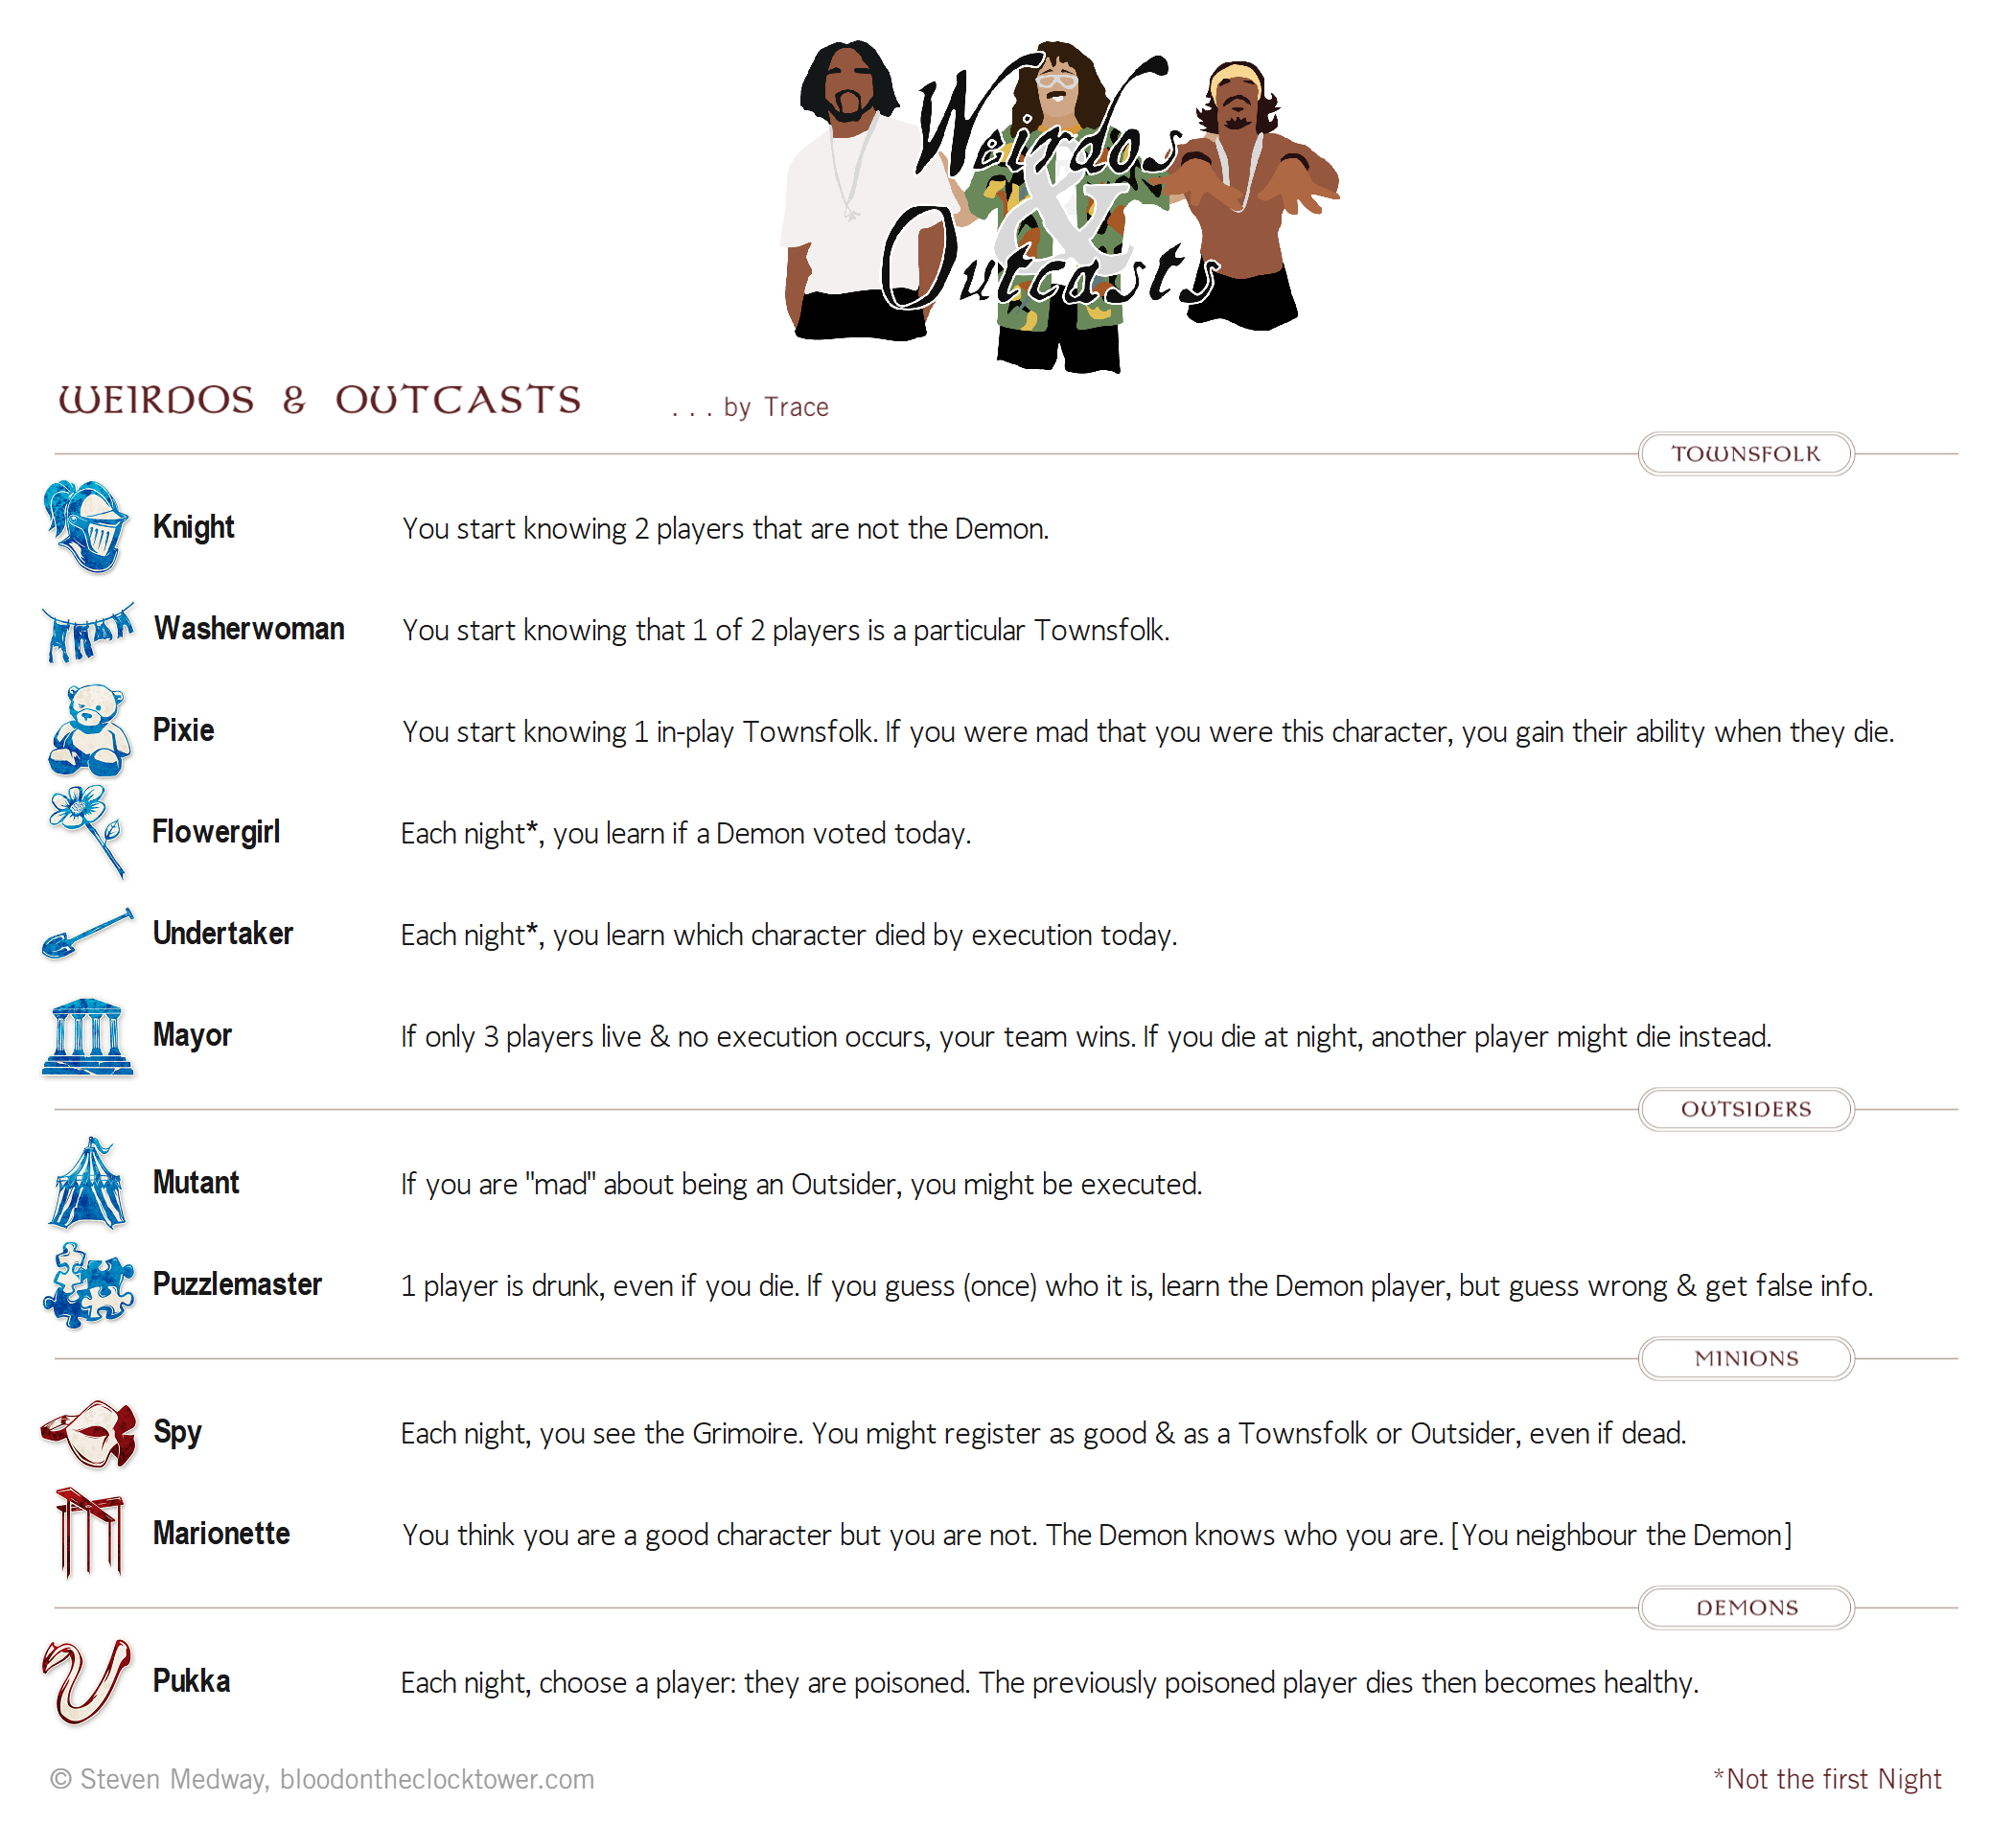 Weirdos
&
Outcasts
WEIRDOS & OUTCASTS . . . by Trace
TOWNSFOLK
Knight You start knowing 2 players that are not the Demon.
Washerwoman You start knowing that 1 of 2 players is a particular Townsfolk.
Pixie You start knowing 1 in-play Townsfolk. If you were mad that you were this character, you gain their ability when they die.
Flowergirl Each night*, you learn if a Demon voted today.
Undertaker Each night*, you learn which character died by execution today.
Mayor If only 3 players live & no execution occurs, your team wins. If you die at night, another player might die instead.
OUTSIDERS
Mutant If you are "mad" about being an Outsider, you might be executed.
Puzzlemaster 1 player is drunk, even if you die. If you guess (once) who it is, learn the Demon player, but guess wrong & get false info.
MINIONS
Spy Each night, you see the Grimoire. You might register as good & as a Townsfolk or Outsider, even if dead.
Marionette You think you are a good character but you are not. The Demon knows who you are. [You neighbour the Demon]
DEMONS
Pukka Each night, choose a player: they are poisoned. The previously poisoned player dies then becomes healthy.
© Steven Medway, bloodontheclocktower.com *Not the first Night